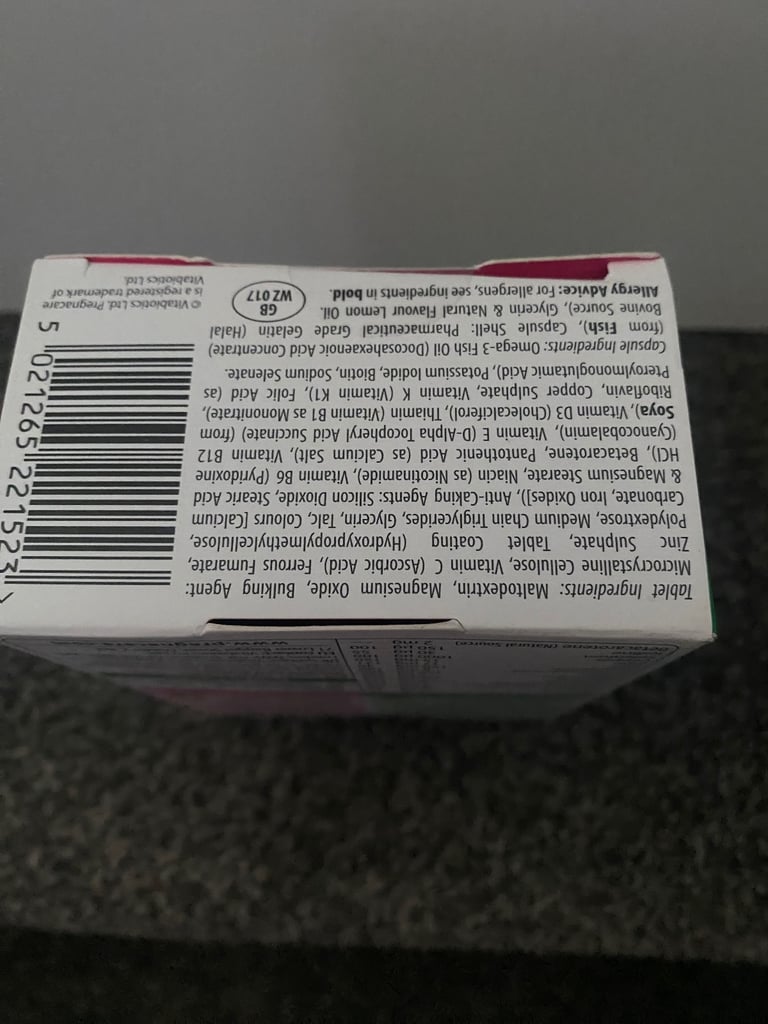 Tablet Ingredients: Maltodextrin, Magnesium Oxide, Bulking Agent:
Microcrystalline Cellulose, Vitamin C (Ascorbic Acid), Ferrous Fumarate,
Zinc Sulphate, Tablet Coating (Hydroxypropylmethylcellulose,
Polydextrose, Medium Chain Triglycerides, Glycerin, Talc, Colours [Calcium
Carbonate, Iron Oxides]), Anti-Caking Agents: Silicon Dioxide, Stearic Acid
& Magnesium Stearate, Niacin (as Nicotinamide), Vitamin B6 (Pyridoxine
HCl), Betacarotene, Pantothenic Acid (as Calcium Salt), Vitamin B12
(Cyanocobalamin), Vitamin E (D-Alpha Tocopheryl Acid Succinate) (from
Soya), Vitamin D3 (Cholecalciferol), Thiamin (Vitamin B1 as Mononitrate),
Riboflavin, Copper Sulphate, Vitamin K (Vitamin K1), Folic Acid (as
Pteroylmonoglutamic Acid), Potassium Iodide, Biotin, Sodium Selenate.
Capsule Ingredients: Omega-3 Fish Oil (Docosahexaenoic Acid Concentrate)
(from Fish), Capsule Shell: Pharmaceutical Grade Gelatin (Halal
Bovine Source), Glycerin & Natural Flavour Lemon Oil.
Allergy Advice: For allergens, see ingredients in bold.
GB
WZ 017
5 021265 221523 >
© Vitabiotics Ltd. Pregnacare
is a registered trademark of
Vitabiotics Ltd.
Betacarotene (Natural Source) 2 mg